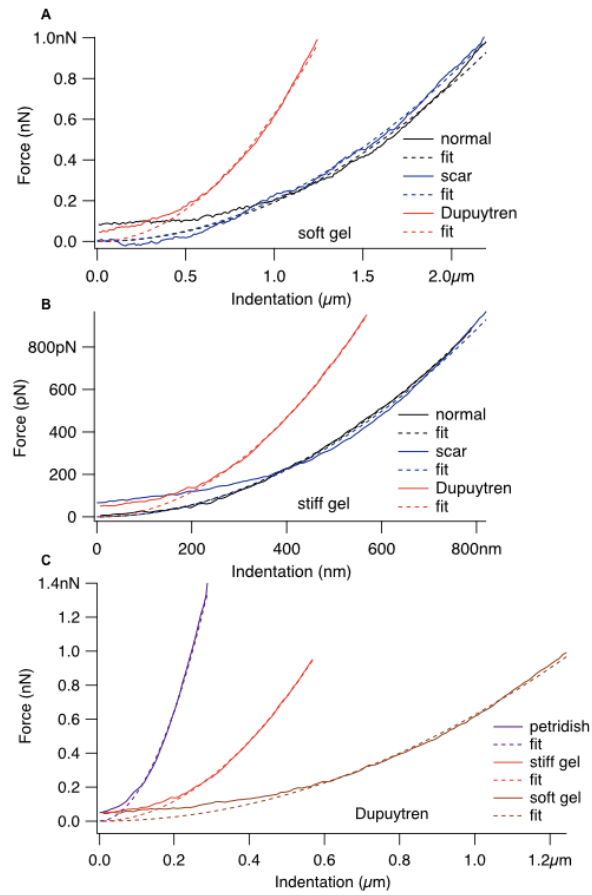 A
1.0nN
0.8
0.6
0.4
0.2
0.0
Force (nN)
normal
fit
scar
fit
Dupuytren
fit
soft gel
0.0
0.5
1.0
1.5
2.0µm
Indentation (µm)
B
800pN
600
400
200
0
Force (pN)
normal
fit
scar
fit
Dupuytren
fit
stiff gel
0
200
400
600
800nm
Indentation (nm)
C
1.4nN
1.2
1.0
0.8
0.6
0.4
0.2
0.0
Force (nN)
petridish
fit
stiff gel
fit
soft gel
fit
Dupuytren
0.0
0.2
0.4
0.6
0.8
1.0
1.2µm
Indentation (µm)